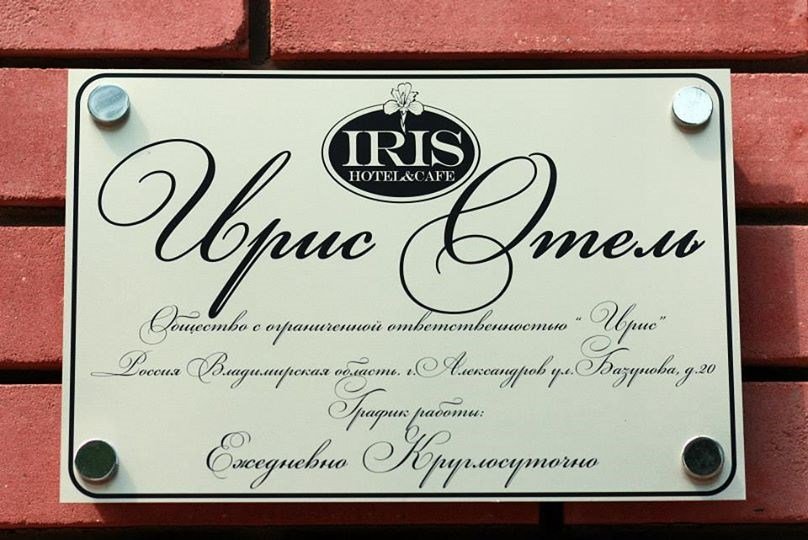 IRIS
HOTEL&CAFE
Ирис Отель
Общество с ограниченной ответственностью “ Ирис”
Россия Владимирская область. г.Александров ул.Базунова, д.20
График работы:
Ежедневно Круглосуточно